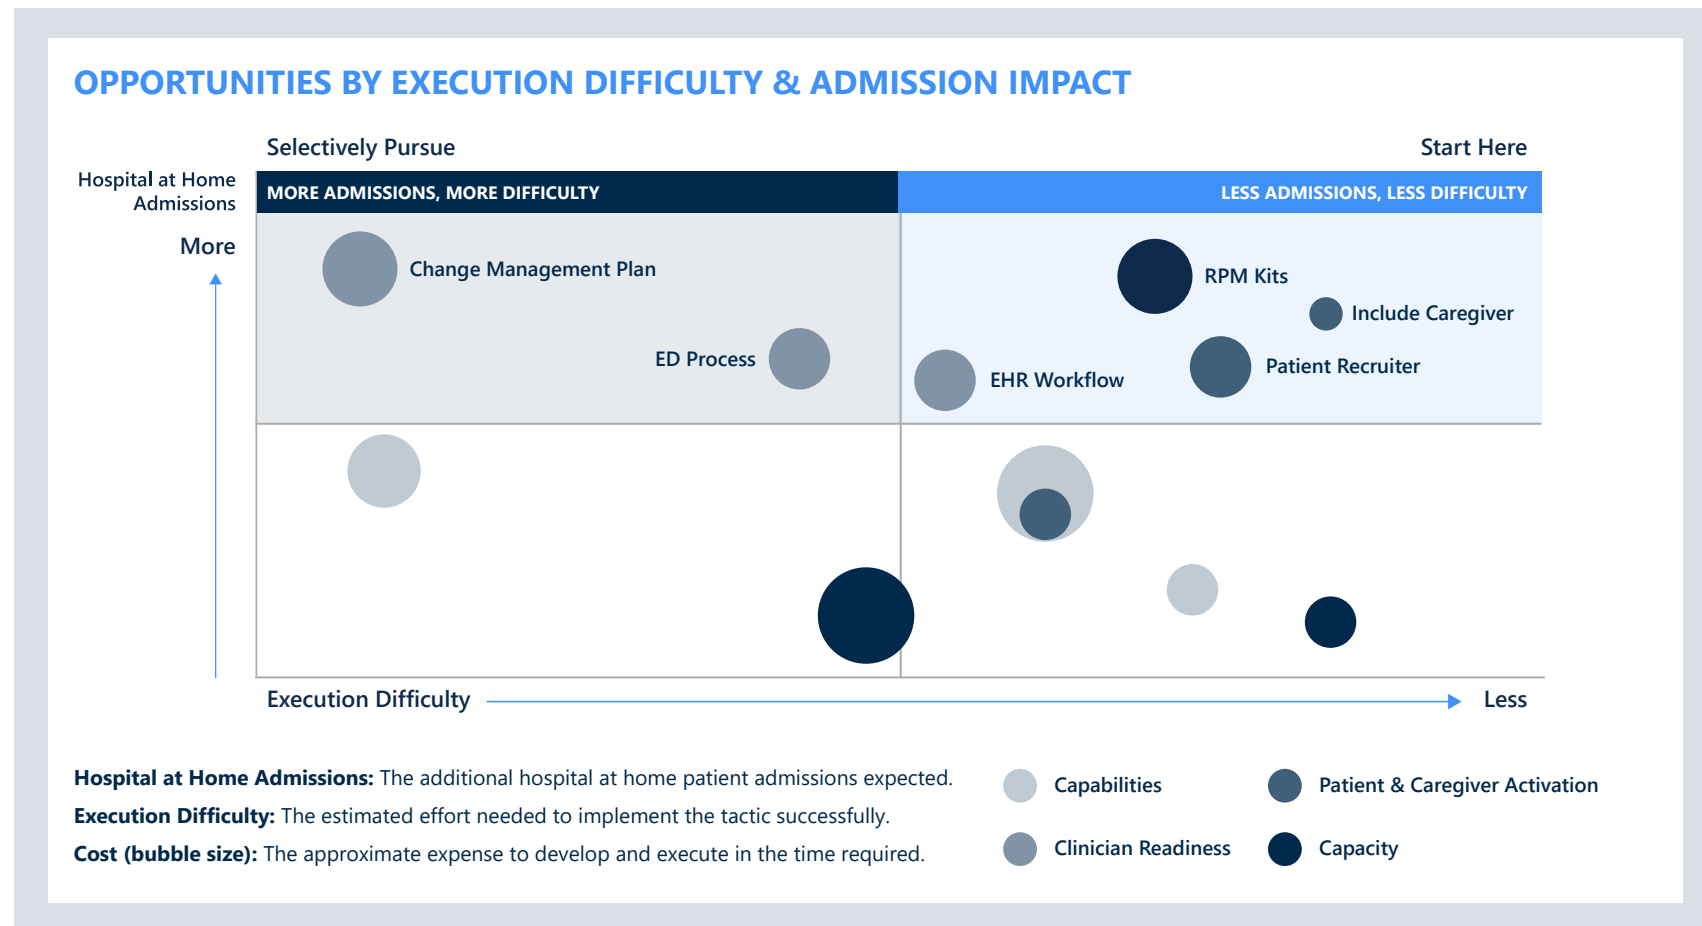 OPPORTUNITIES BY EXECUTION DIFFICULTY & ADMISSION IMPACT
Selectively Pursue
Start Here
Hospital at Home
Admissions
MORE ADMISSIONS, MORE DIFFICULTY
LESS ADMISSIONS, LESS DIFFICULTY
More
Change Management Plan
RPM Kits
Include Caregiver
ED Process
Patient Recruiter
EHR Workflow
Execution Difficulty
Less
Hospital at Home Admissions: The additional hospital at home patient admissions expected.
Execution Difficulty: The estimated effort needed to implement the tactic successfully.
Cost (bubble size): The approximate expense to develop and execute in the time required.
Capabilities
Patient & Caregiver Activation
Clinician Readiness
Capacity